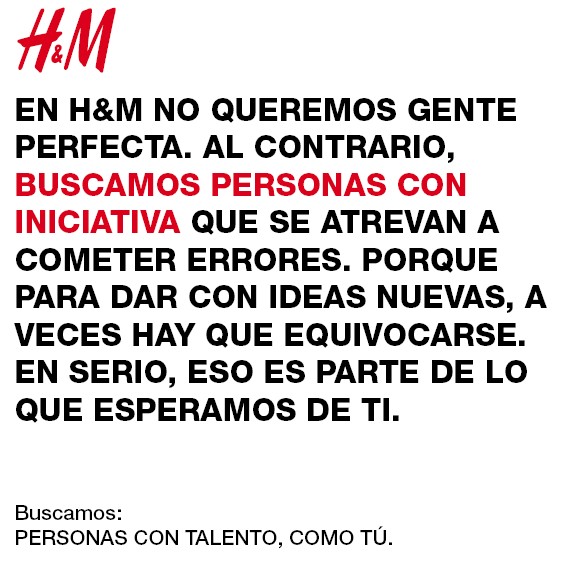 H&M
EN H&M NO QUEREMOS GENTE
PERFECTA. AL CONTRARIO,
BUSCAMOS PERSONAS CON
INICIATIVA QUE SE ATREVAN A
COMETER ERRORES. PORQUE
PARA DAR CON IDEAS NUEVAS, A
VECES HAY QUE EQUIVOCARSE.
EN SERIO, ESO ES PARTE DE LO
QUE ESPERAMOS DE TI.
Buscamos:
PERSONAS CON TALENTO, COMO TÚ.